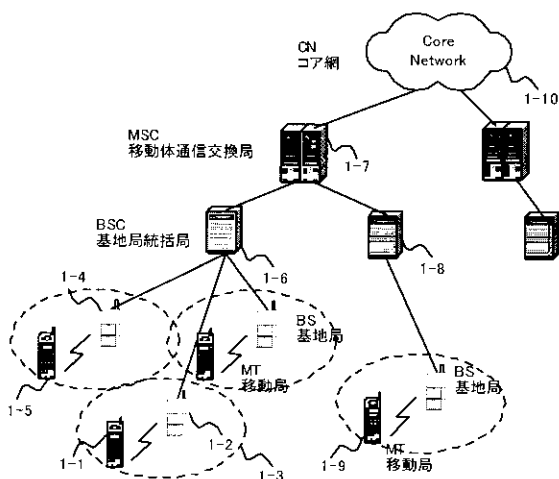 CN
コア網
Core
Network
1-10
MSC
移動体通信交換局
1-7
BSC
基地局統括局
1-6
1-8
1-4
BS
基地局
MT
移動局
1-5
BS
基地局
1-2
1-1
1-3
1-9
MT
移動局